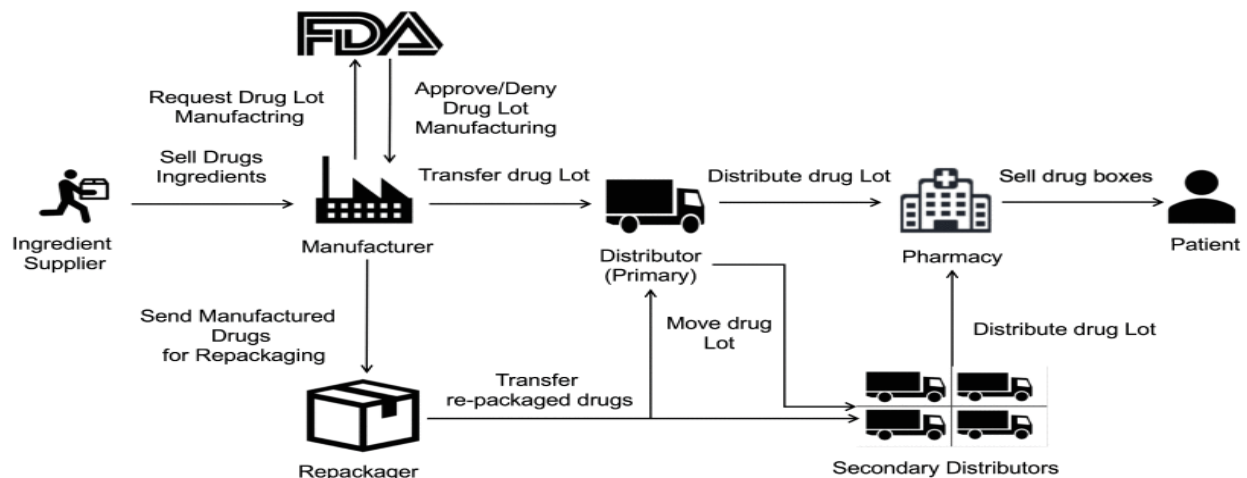 FDA
Request Drug Lot
Manufactring
Approve/Deny
Drug Lot
Manufacturing
Sell Drugs
Ingredients
Transfer drug Lot
Distribute drug Lot
Sell drug boxes
Ingredient
Supplier
Manufacturer
Distributor
(Primary)
Pharmacy
Patient
Send Manufactured
Drugs
for Repackaging
Move drug
Lot
Distribute drug Lot
Transfer
re-packaged drugs
Repackager
Secondary Distributors